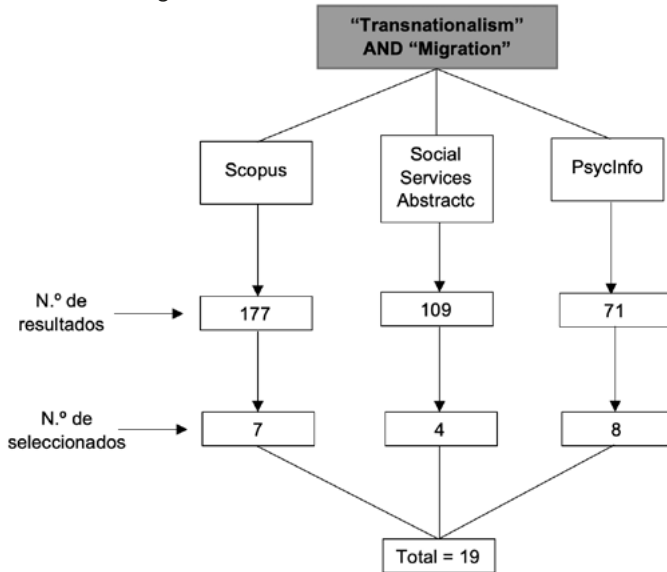 “Transnationalism”
AND “Migration”
Scopus
Social
Services
Abstractc
PsycInfo
N.º de
resultados
177
109
71
N.º de
seleccionados
7
4
8
Total = 19